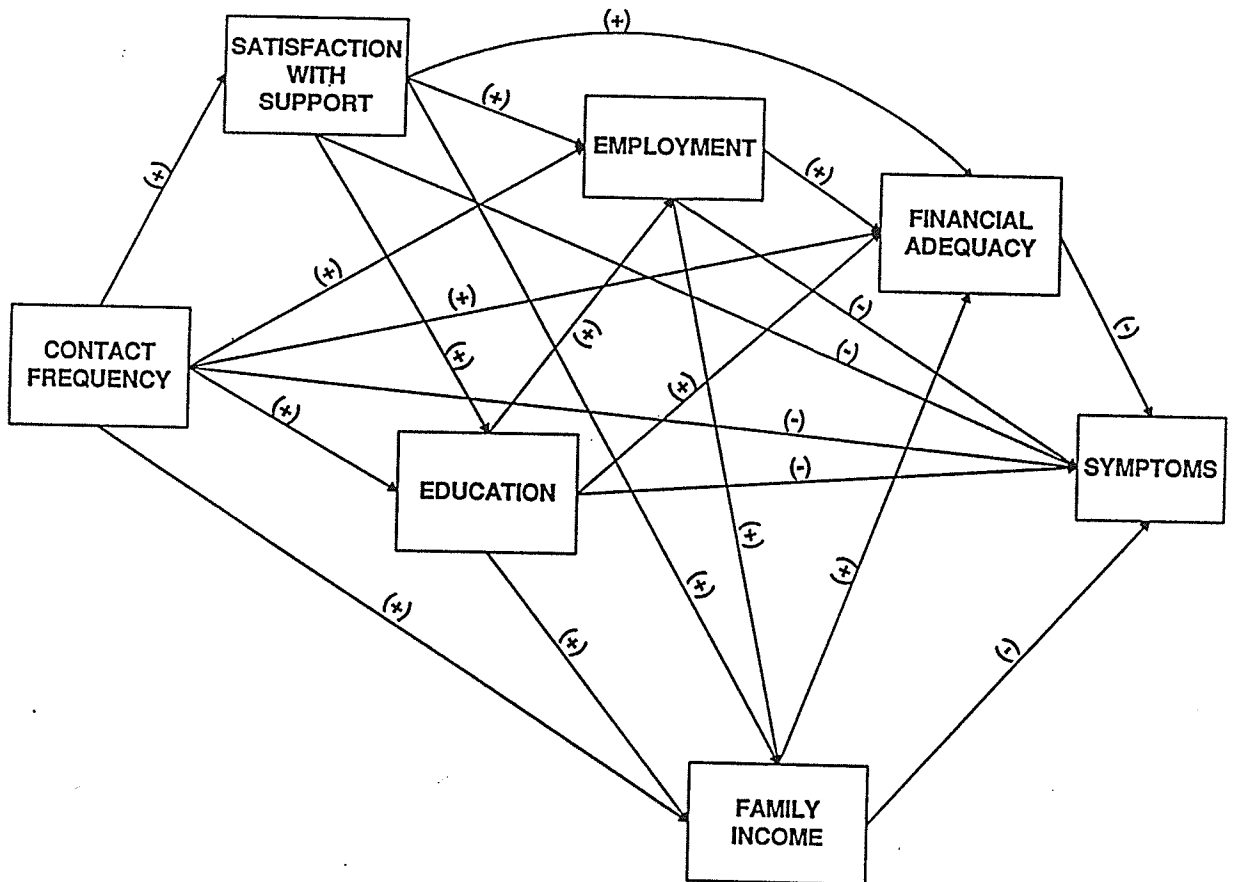 (+)
SATISFACTION
WITH
SUPPORT
(+)
EMPLOYMENT
(+)
(+)
FINANCIAL
ADEQUACY
(+)
(+)
(+)
(-)
(-)
(+)
(+)
(-)
CONTACT
FREQUENCY
(+)
(+)
(-)
EDUCATION
(-)
SYMPTOMS
(+)
(+)
(+)
(+)
(+)
(-)
FAMILY
INCOME